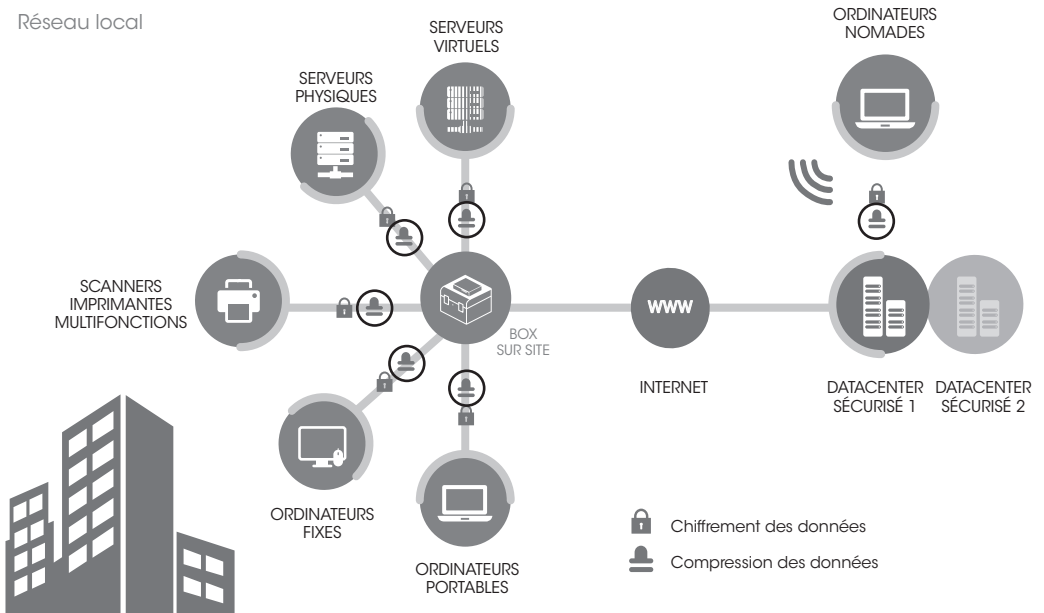 Réseau local
SERVEURS
VIRTUELS
ORDINATEURS
NOMADES
SERVEURS
PHYSIQUES
SCANNERS
IMPRIMANTES
MULTIFONCTIONS
WWW
BOX
SUR SITE
INTERNET
DATACENTER
SÉCURISÉ 1
DATACENTER
SÉCURISÉ 2
ORDINATEURS
FIXES
ORDINATEURS
PORTABLES
Chiffrement des données
Compression des données